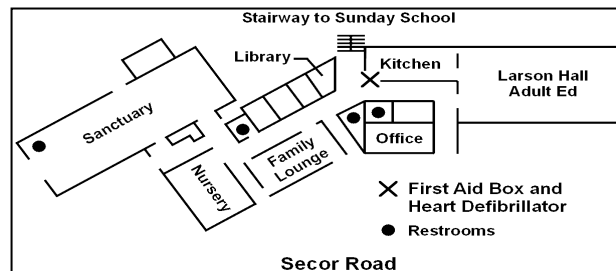 Stairway to Sunday School
Library
Kitchen
Larson Hall
Adult Ed
Sanctuary
Office
Family
Lounge
Nursery
First Aid Box and
Heart Defibrillator
Restrooms
Secor Road